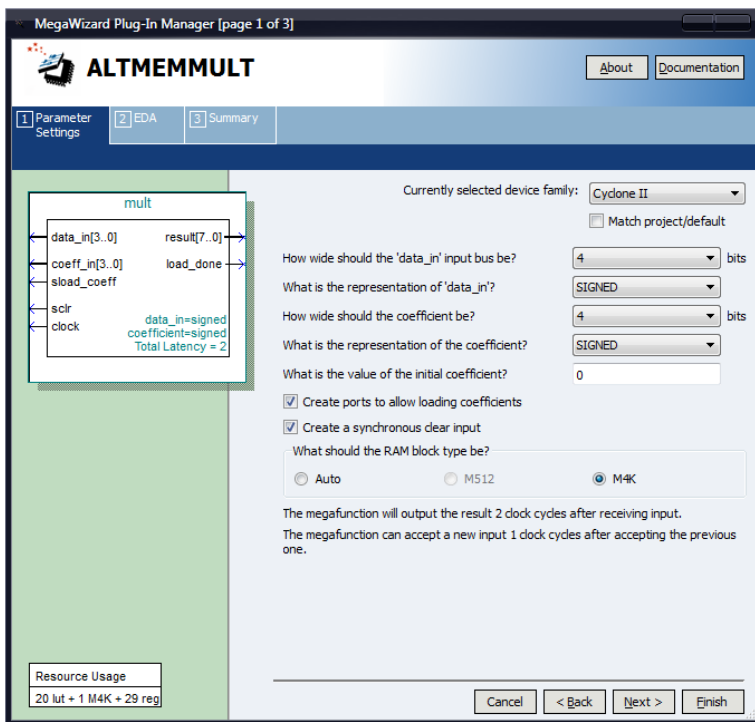 MegaWizard Plug-In Manager [page 1 of 3]
ALTMEMMULT
About
Documentation
1 Parameter Settings
2 EDA
3 Summary
mult
data_in[3..0] result[7..0]
coeff_in[3..0] load_done
sload_coeff
sclr
clock
data_in=signed
coefficient=signed
Total Latency = 2
Currently selected device family: Cyclone II
Match project/default
How wide should the 'data_in' input bus be? 4 bits
What is the representation of 'data_in'? SIGNED
How wide should the coefficient be? 4 bits
What is the representation of the coefficient? SIGNED
What is the value of the initial coefficient? 0
Create ports to allow loading coefficients
Create a synchronous clear input
What should the RAM block type be?
Auto M512 M4K
The megafunction will output the result 2 clock cycles after receiving input.
The megafunction can accept a new input 1 clock cycles after accepting the previous
one.
Resource Usage
20 lut + 1 M4K + 29 reg
Cancel < Back Next > Finish